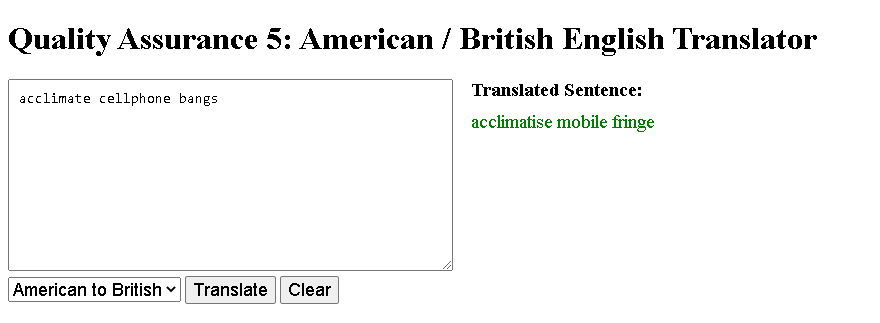 Quality Assurance 5: American / British English Translator
acclimate cellphone bangs
Translated Sentence:
acclimatise mobile fringe
American to British Translate Clear